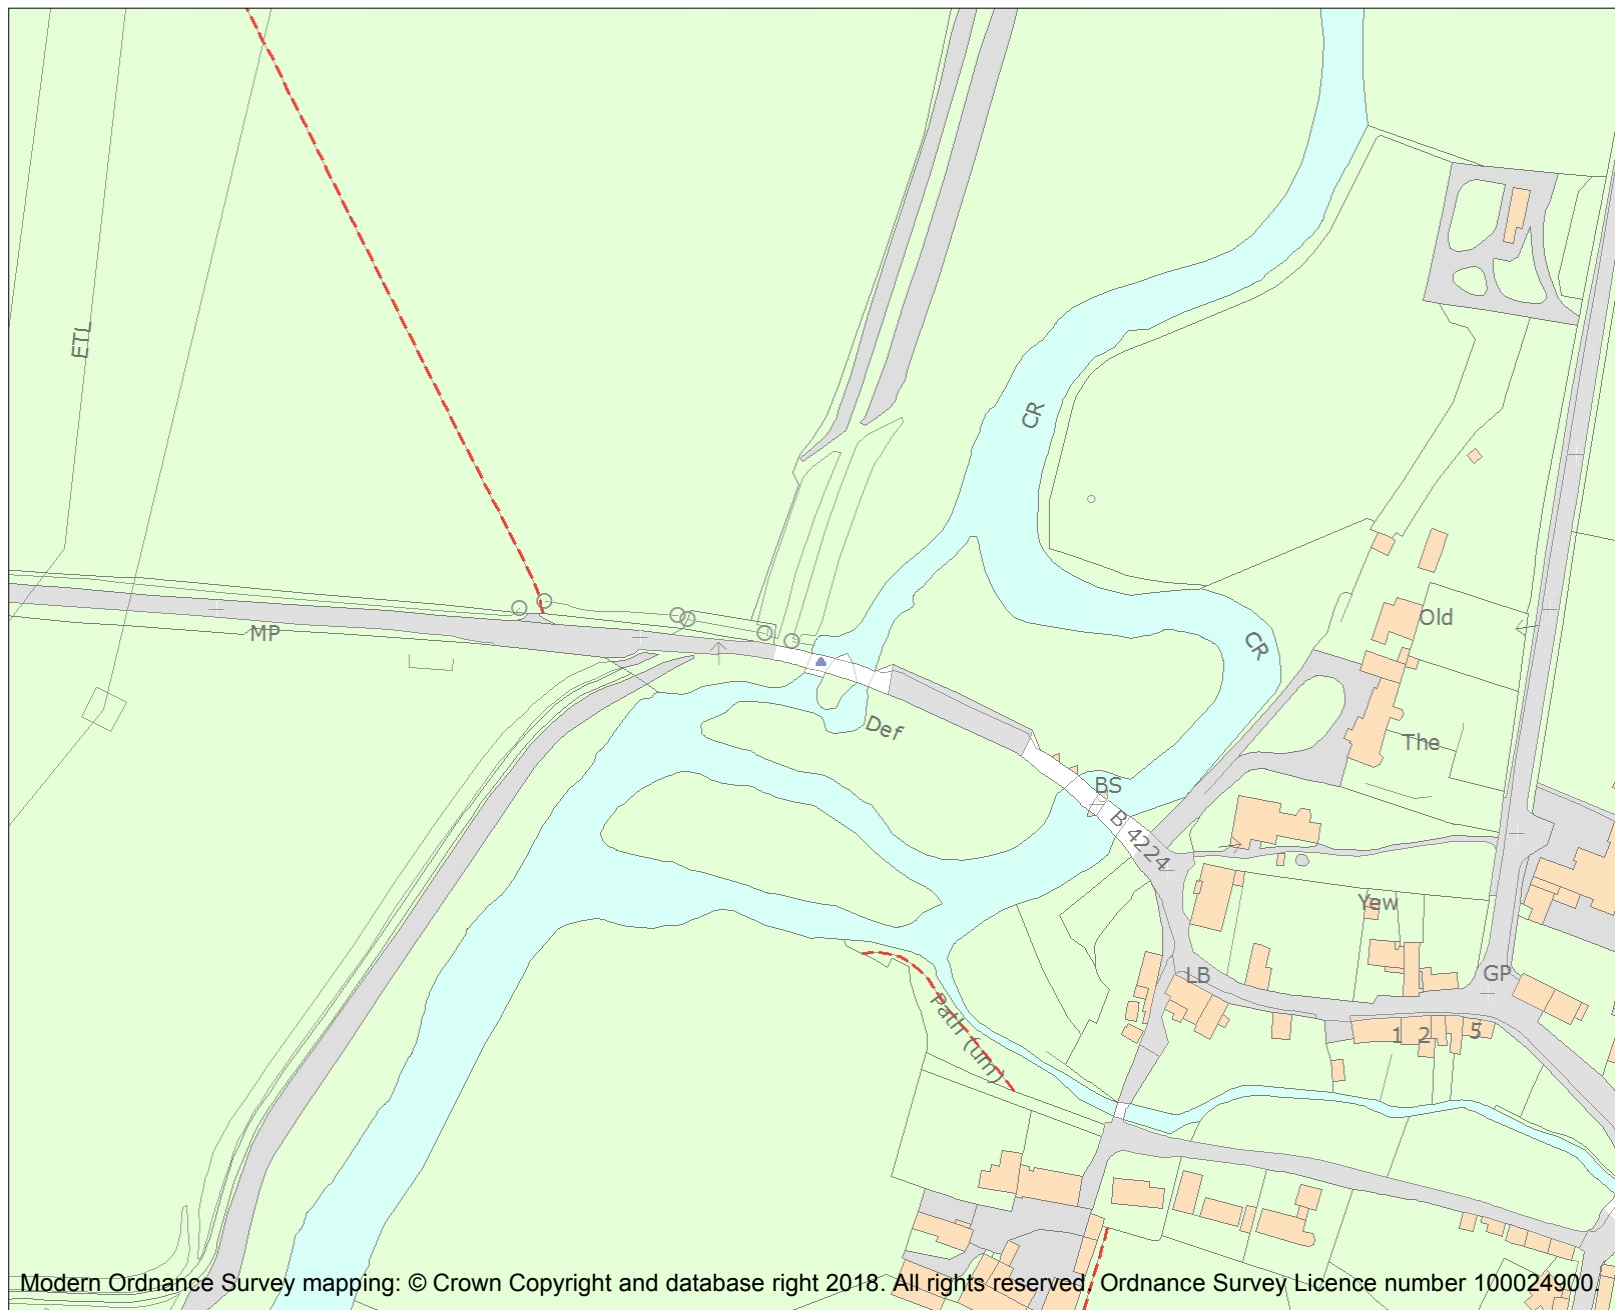 ETL
CR
MP
Old
CR
Def
The
BS
B 4224
Yew
LB
GP
Path (um)
1 2 5
Modern Ordnance Survey mapping: © Crown Copyright and database right 2018. All rights reserved. Ordnance Survey Licence number 100024900.